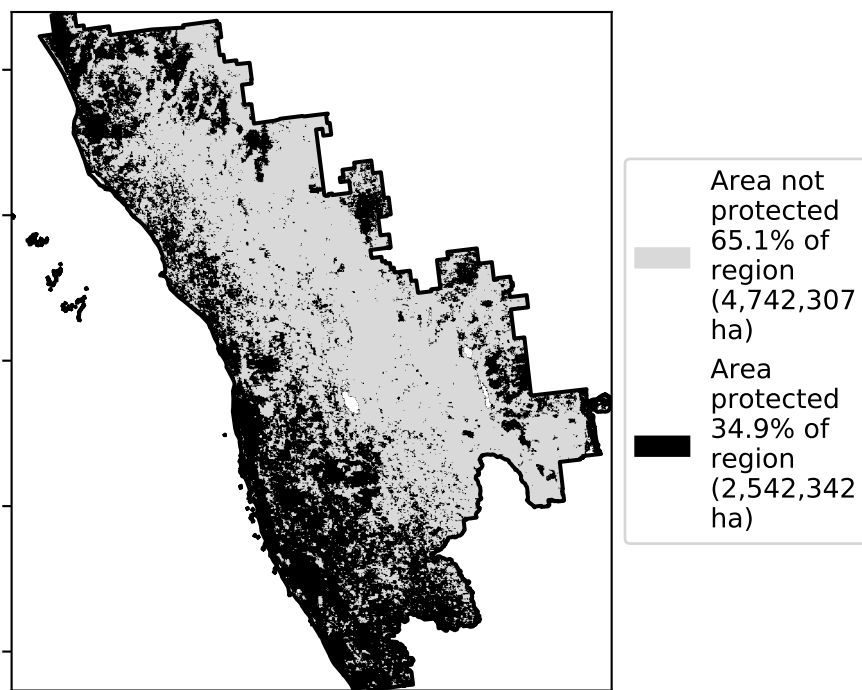 Area not
protected
65.1% of
region
(4,742,307
ha)
Area
protected
34.9% of
region
(2,542,342
ha)